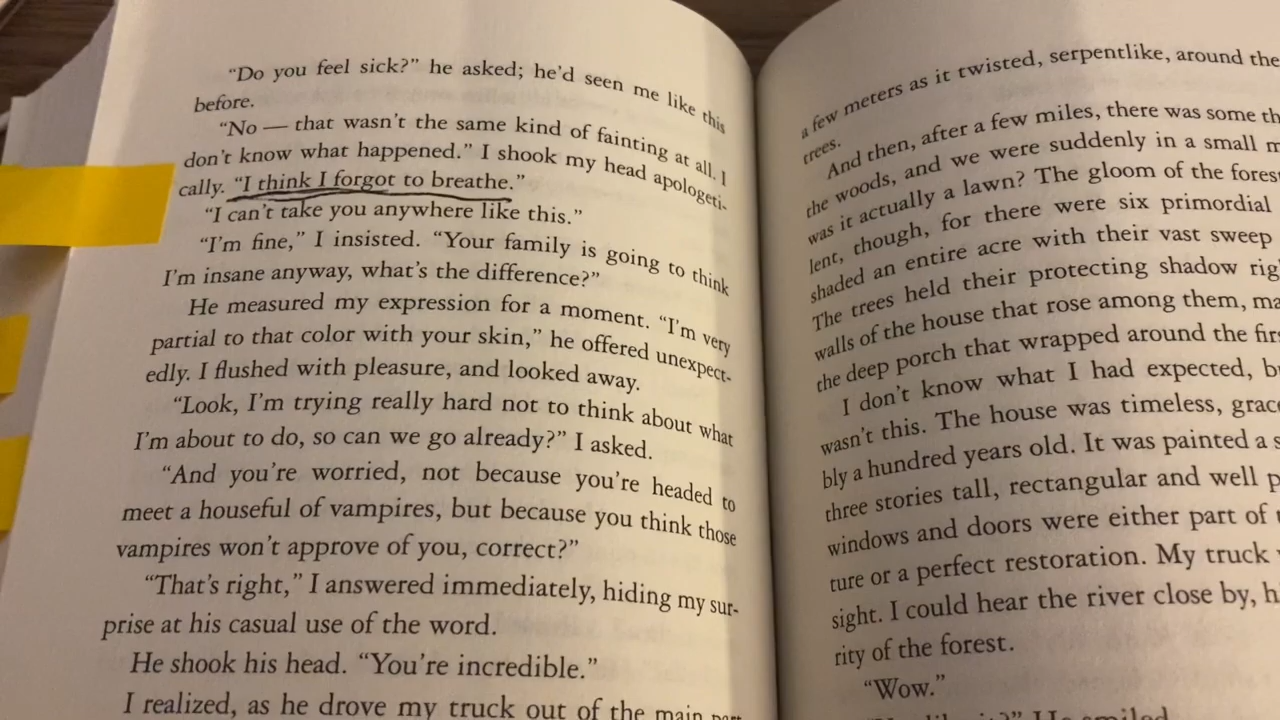 “Do you feel sick?” he asked; he’d seen me like this
before.
“No — that wasn’t the same kind of fainting at all. I
don’t know what happened.” I shook my head apologeti-
cally. “I think I forgot to breathe.”
“I can’t take you anywhere like this.”
“I’m fine,” I insisted. “Your family is going to think
I’m insane anyway, what’s the difference?”
He measured my expression for a moment. “I’m very
partial to that color with your skin,” he offered unexpect-
edly. I flushed with pleasure, and looked away.
“Look, I’m trying really hard not to think about what
I’m about to do, so can we go already?” I asked.
“And you’re worried, not because you’re headed to
meet a houseful of vampires, but because you think those
vampires won’t approve of you, correct?”
“That’s right,” I answered immediately, hiding my sur-
prise at his casual use of the word.
He shook his head. “You’re incredible.”
I realized, as he drove my truck out of the main
a few meters as it twisted, serpentlike, around the
trees.
And then, after a few miles, there was some
the woods, and we were suddenly in a small
was it actually a lawn? The gloom of the
lent, though, for there were six primordial
shaded an entire acre with their vast sweep
The trees held their protecting shadow
walls of the house that rose among them,
the deep porch that wrapped around the
I don’t know what I had expected,
wasn’t this. The house was timeless,
bly a hundred years old. It was painted a
three stories tall, rectangular and well
windows and doors were either part of
ture or a perfect restoration. My truck
sight. I could hear the river close by,
rity of the forest.
“Wow.”
He smiled